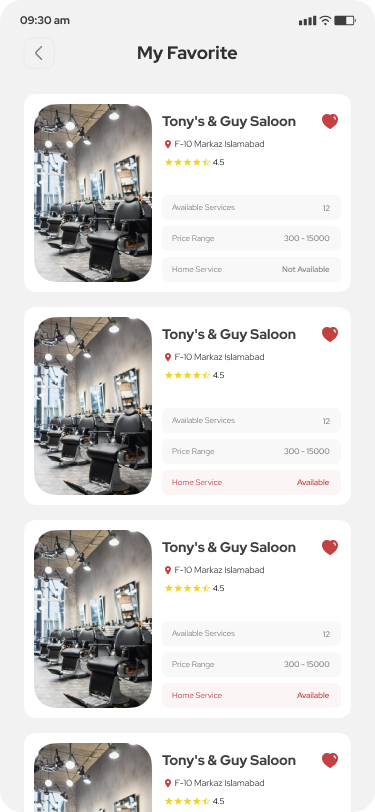 09:30 am
My Favorite
Tony's & Guy Saloon
F-10 Markaz Islamabad
4.5
Available Services 12
Price Range 300 - 15000
Home Service Not Available
Tony's & Guy Saloon
F-10 Markaz Islamabad
4.5
Available Services 12
Price Range 300 - 15000
Home Service Available
Tony's & Guy Saloon
F-10 Markaz Islamabad
4.5
Available Services 12
Price Range 300 - 15000
Home Service Available
Tony's & Guy Saloon
F-10 Markaz Islamabad
4.5